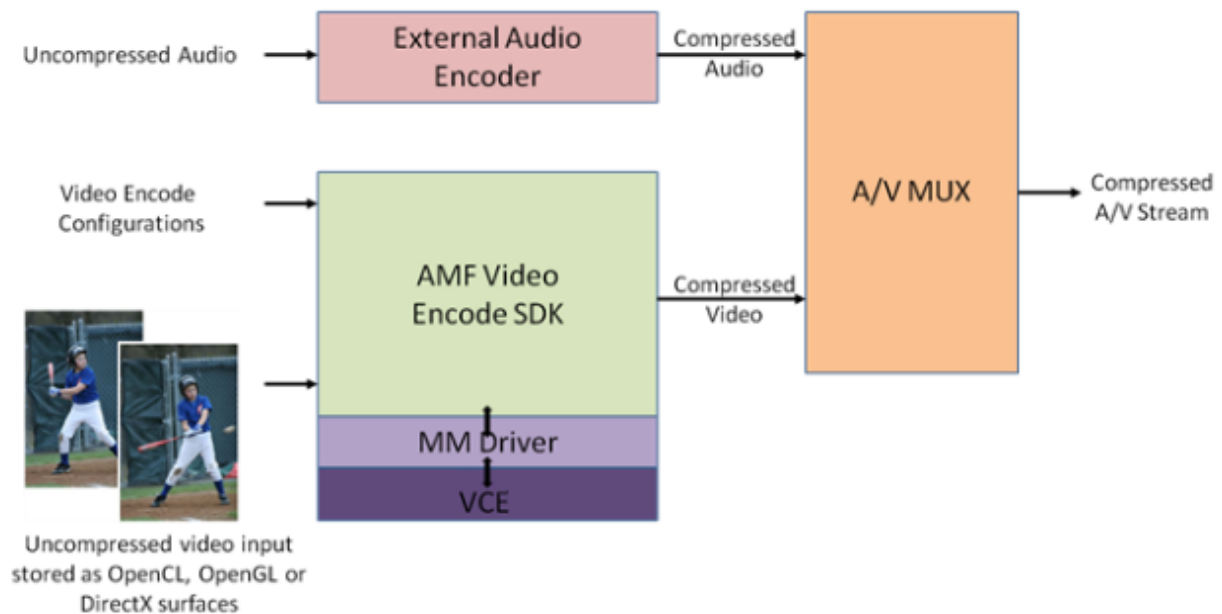 Uncompressed Audio
External Audio
Encoder
Compressed
Audio
Video Encode
Configurations
AMF Video
Encode SDK
Compressed
Video
A/V MUX
Compressed
A/V Stream
MM Driver
VCE
Uncompressed video input
stored as OpenCL, OpenGL or
DirectX surfaces